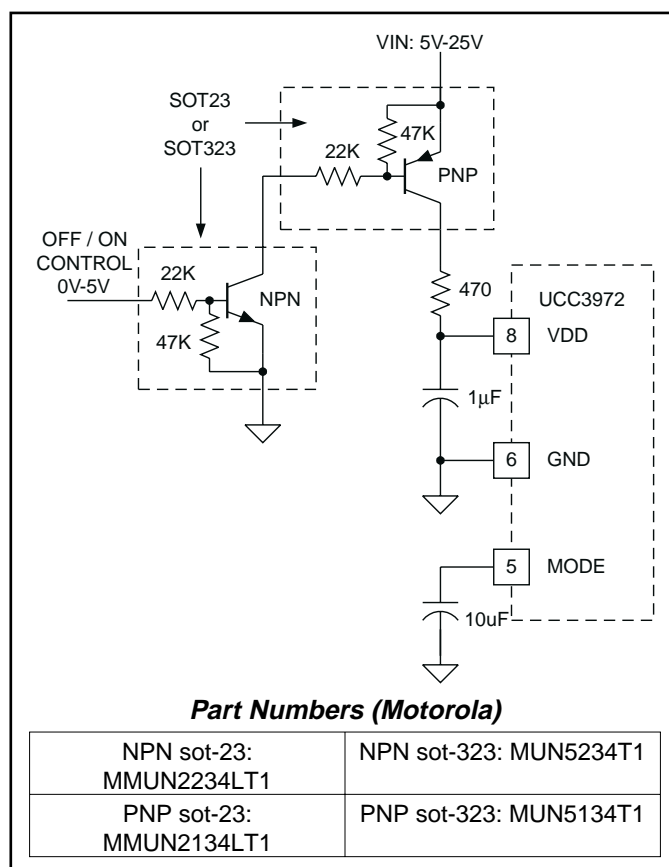 VIN: 5V-25V
SOT23
or
SOT323
47K
22K
PNP
OFF / ON
CONTROL
0V-5V
22K
NPN
47K
470
UCC3972
8 VDD
1µF
6 GND
5 MODE
10uF
Part Numbers (Motorola)
NPN sot-23:
MMUN2234LT1
NPN sot-323: MUN5234T1
PNP sot-23:
MMUN2134LT1
PNP sot-323: MUN5134T1